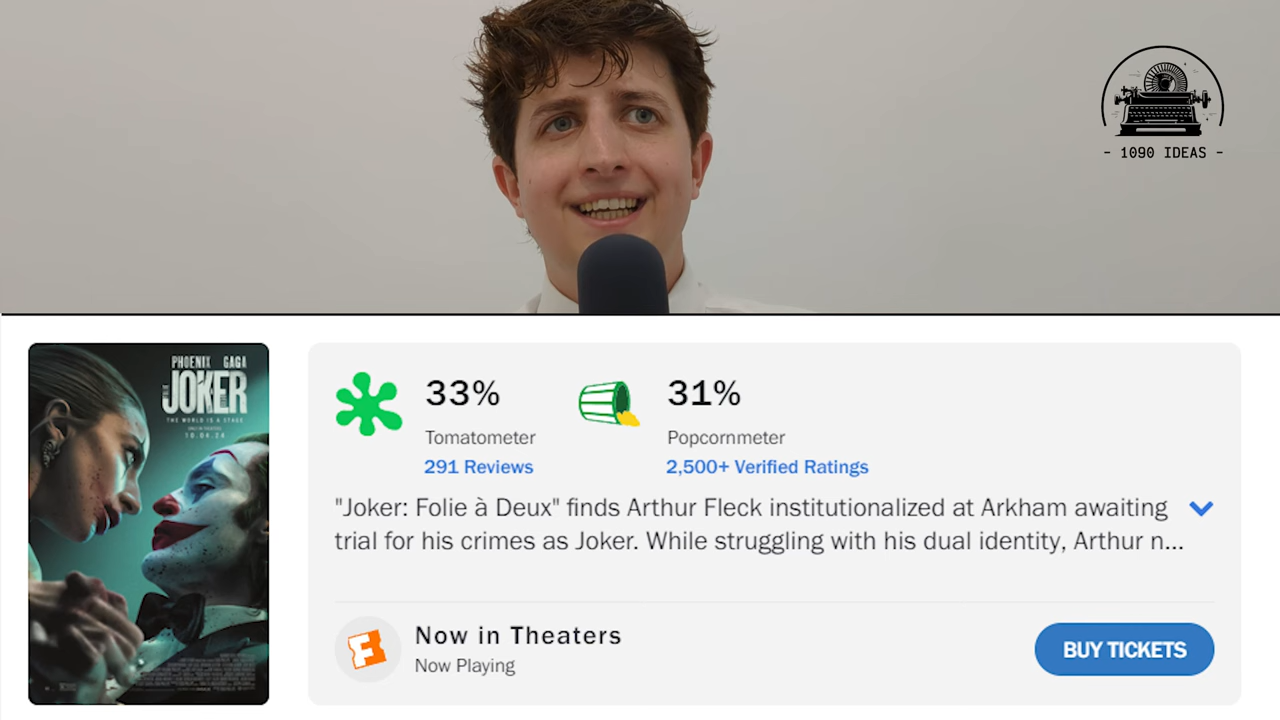 - 1090 IDEAS -
PHOENIX GAGA
JOKER
THE WORLD IS A STAGE
10.04.24
33%
Tomatometer
291 Reviews
31%
Popcornmeter
2,500+ Verified Ratings
"Joker: Folie à Deux" finds Arthur Fleck institutionalized at Arkham awaiting
trial for his crimes as Joker. While struggling with his dual identity, Arthur n...
Now in Theaters
Now Playing
BUY TICKETS